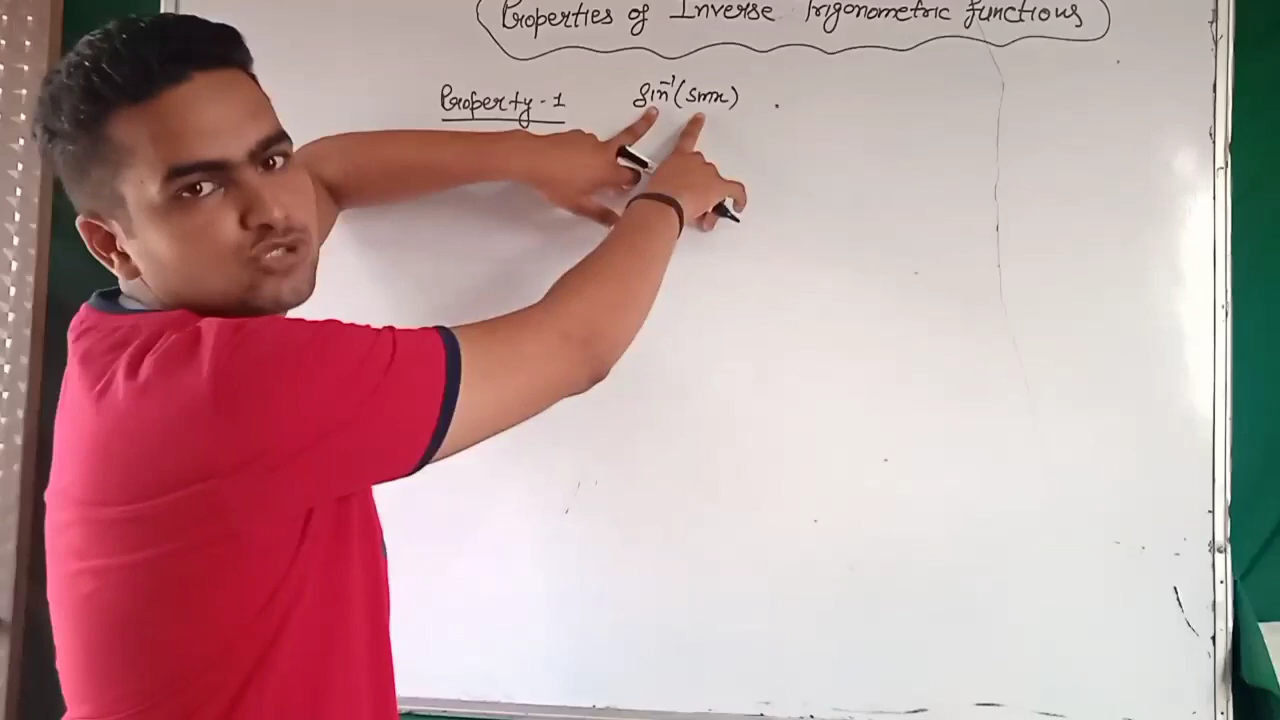 Properties of Inverse Trigonometric functions
Property-1 sin⁻¹(sinx)